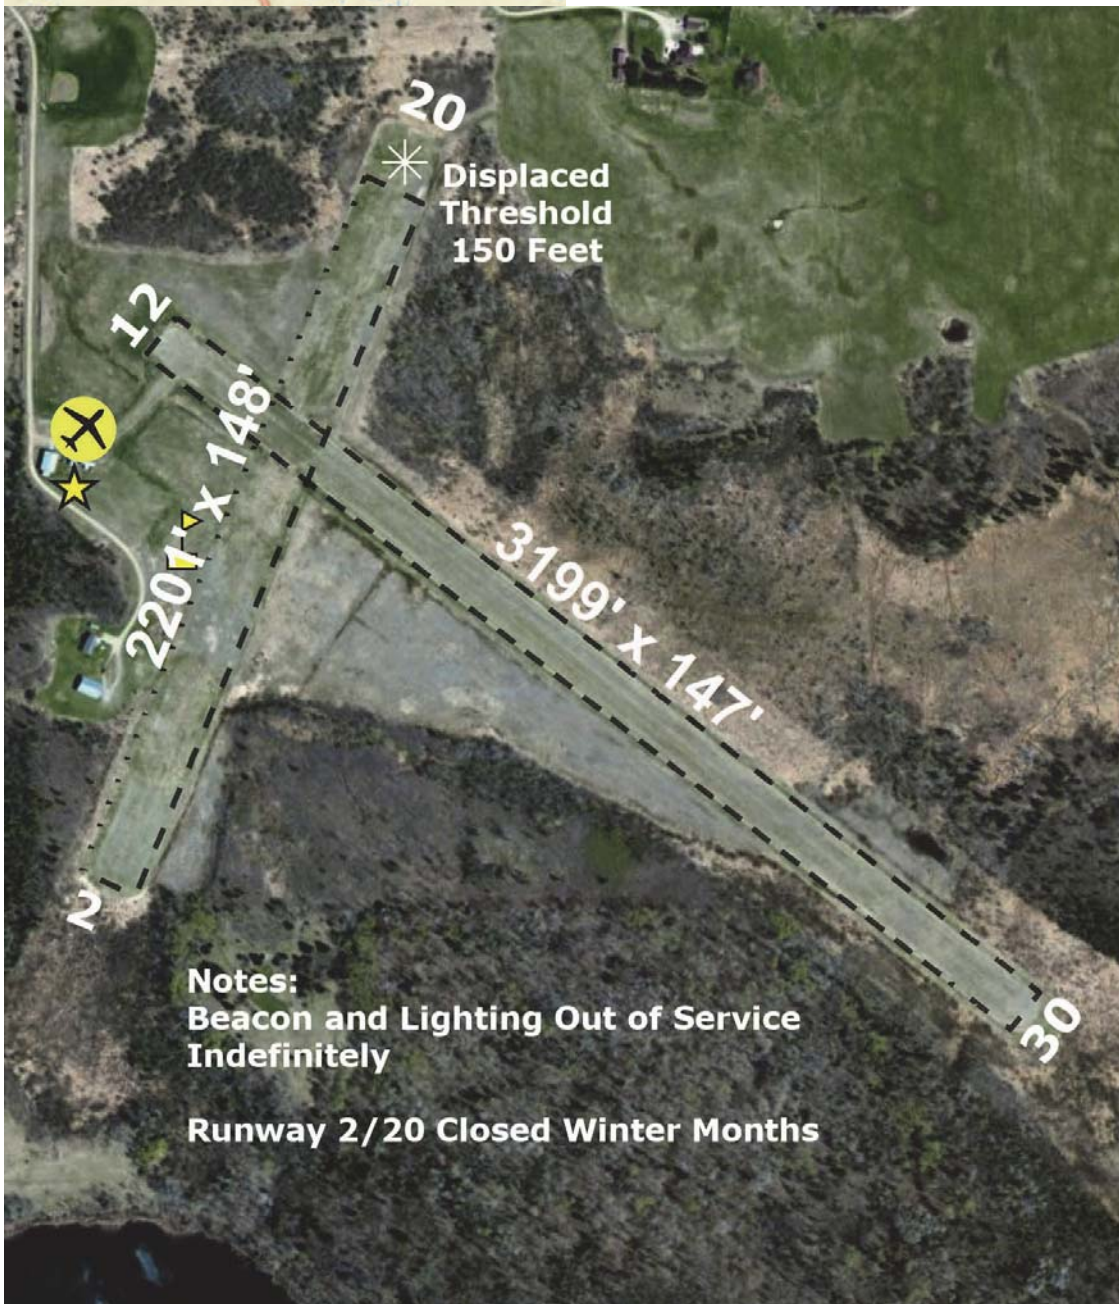 20
Displaced
Threshold
150 Feet
12
2201' x 148'
3199' x 147'
2
30
Notes:
Beacon and Lighting Out of Service
Indefinitely
Runway 2/20 Closed Winter Months